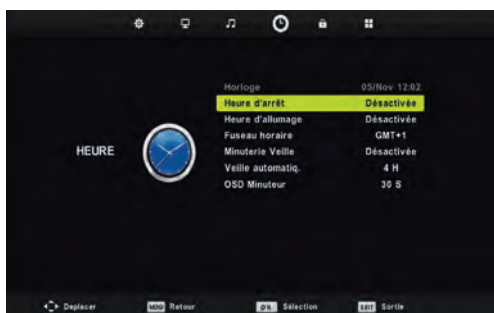 Horloge 05/Nov 12:02
Heure d'arrêt Désactivée
Heure d'allumage Désactivée
Fuseau horaire GMT+1
HEURE
Minuterie Veille Désactivée
Veille automatiq. 4 H
OSD Minuteur 30 S
Deplacer MENU Retour OK Sélection EXIT Sortie